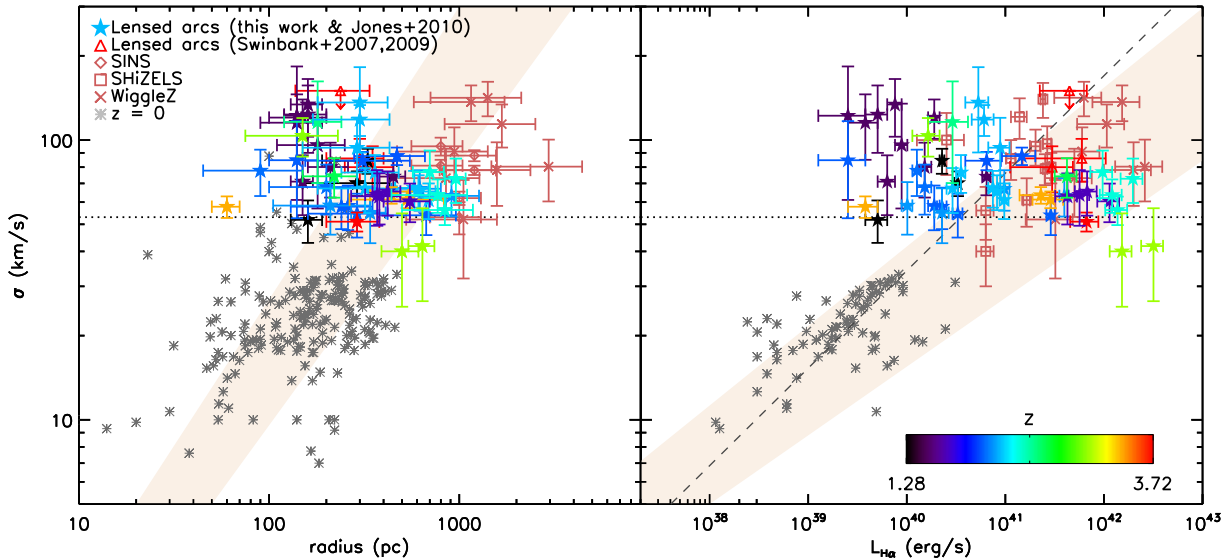 Lensed arcs (this work & Jones+2010)
Lensed arcs (Swinbank+2007,2009)
SINS
SHiZELS
WiggleZ
z = 0
σ (km/s)
100
10
10
100
1000
radius (pc)
z
1.28
3.72
10^38
10^39
10^40
10^41
10^42
10^43
L_Hα (erg/s)